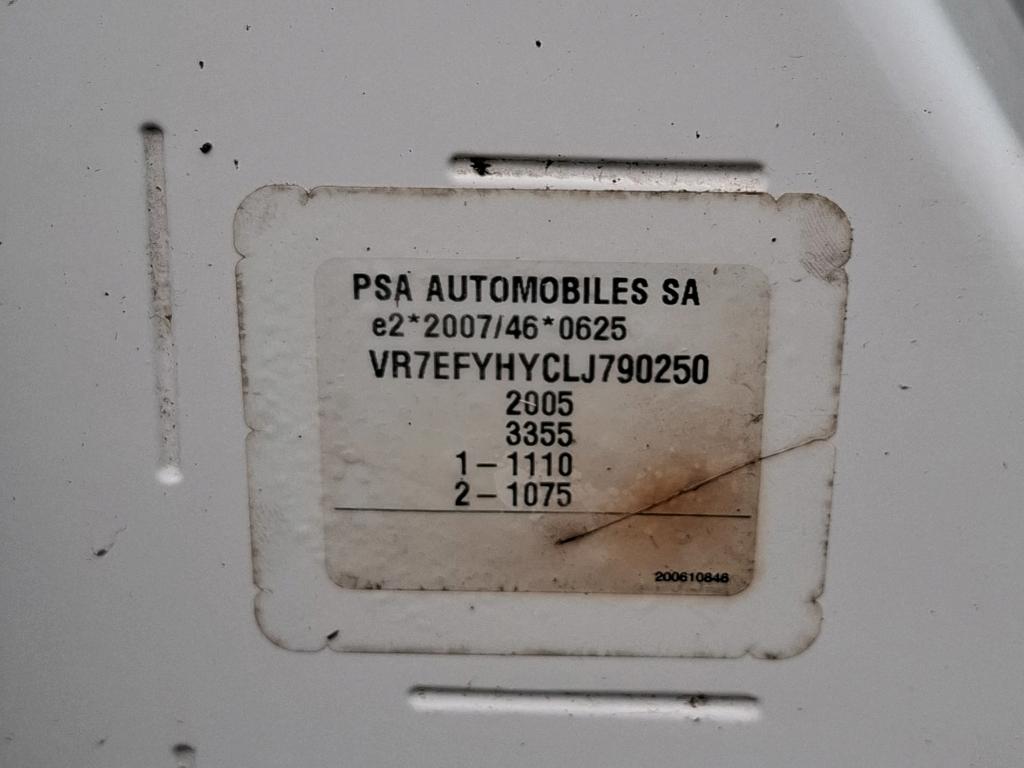 PSA AUTOMOBILES SA
e2*2007/46*0625
VR7EFYHYCLJ790250
2005
3355
1-1110
2-1075
200610846